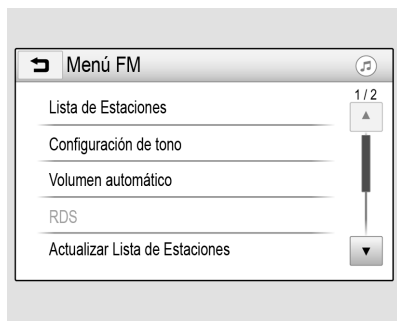 Menú FM
1 / 2
Lista de Estaciones
Configuración de tono
Volumen automático
RDS
Actualizar Lista de Estaciones